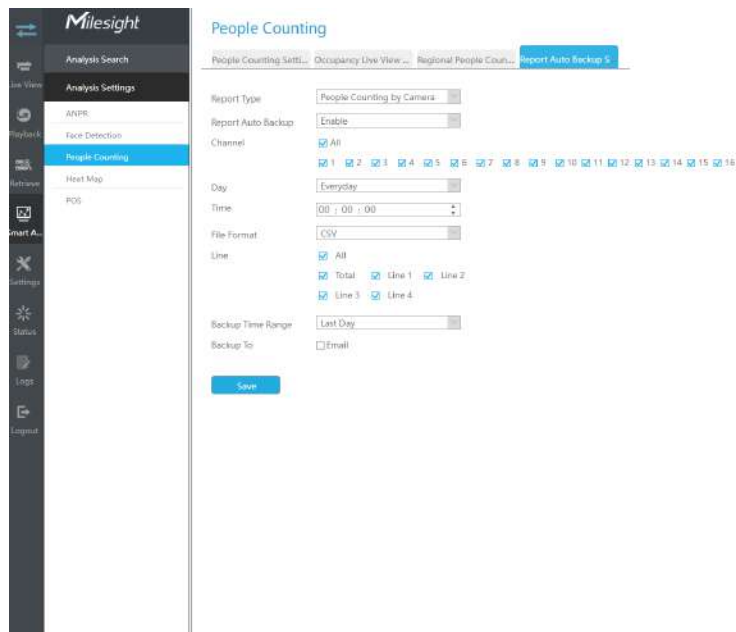 Milesight
Live View
Playback
Retrieve
Smart A...
Settings
Status
Logs
Logout
Analysis Search
Analysis Settings
ANPR
Face Detection
People Counting
Heat Map
POS
People Counting
People Counting Setti... Occupancy Live View ... Regional People Coun... Report Auto Backup S
Report Type People Counting by Camera
Report Auto Backup Enable
Channel All
1 2 3 4 5 6 7 8 9 10 11 12 13 14 15 16
Day Everyday
Time 00 : 00 : 00
File Format CSV
Line All
Total Line 1 Line 2
Line 3 Line 4
Backup Time Range Last Day
Backup To Email
Save